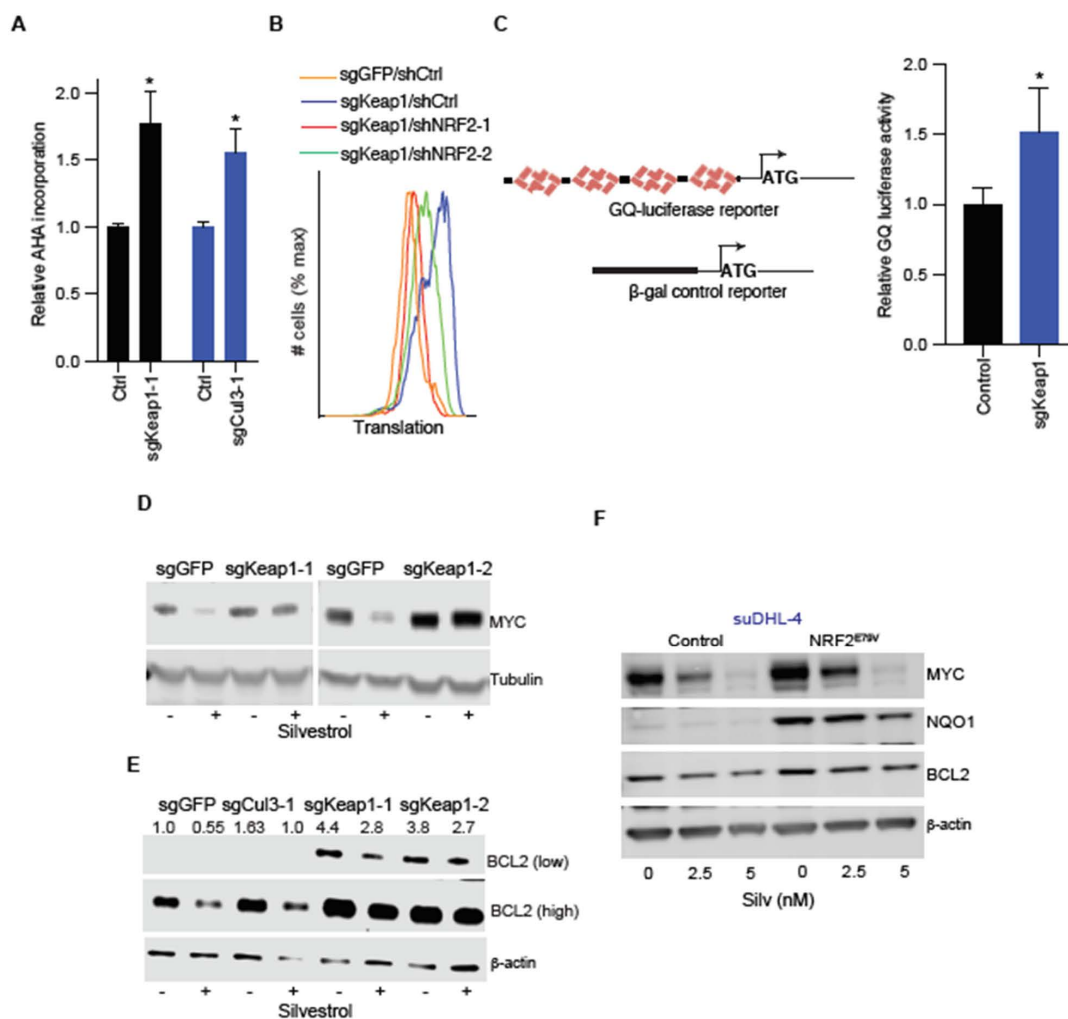 A
B
C
Relative AHA incorporation
2.0
1.5
1.0
0.5
0.0
*
*
Ctrl
sgKeap1-1
Ctrl
sgCul3-1
sgGFP/shCtrl
sgKeap1/shCtrl
sgKeap1/shNRF2-1
sgKeap1/shNRF2-2
# cells (% max)
Translation
ATG
GQ-luciferase reporter
ATG
β-gal control reporter
Relative GQ luciferase activity
2.0
1.5
1.0
0.5
0.0
*
Control
sgKeap1
D
sgGFP sgKeap1-1 sgGFP sgKeap1-2
MYC
Tubulin
- + - + - + - +
Silvestrol
E
sgGFP sgCul3-1 sgKeap1-1 sgKeap1-2
1.0 0.55 1.63 1.0 4.4 2.8 3.8 2.7
BCL2 (low)
BCL2 (high)
β-actin
- + - + - + - +
Silvestrol
F
suDHL-4
Control NRF2E79V
MYC
NQO1
BCL2
β-actin
0 2.5 5 0 2.5 5
Silv (nM)